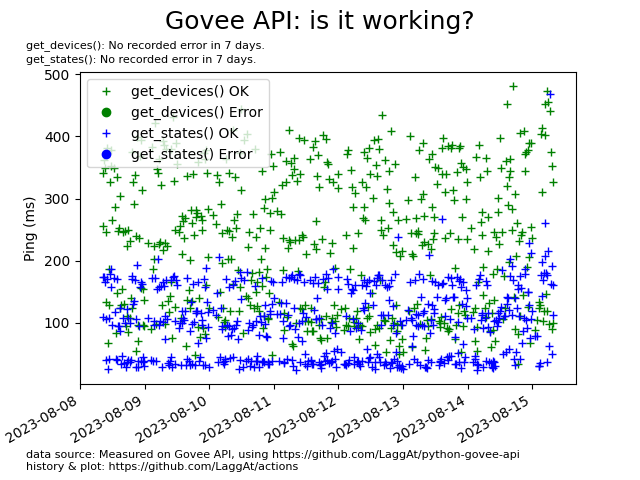 Govee API: is it working?
get_devices(): No recorded error in 7 days.
get_states(): No recorded error in 7 days.
get_devices() OK
get_devices() Error
get_states() OK
get_states() Error
500
400
300
200
100
Ping (ms)
2023-08-08
2023-08-09
2023-08-10
2023-08-11
2023-08-12
2023-08-13
2023-08-14
2023-08-15
data source: Measured on Govee API, using https://github.com/LaggAt/python-govee-api
history & plot: https://github.com/LaggAt/actions